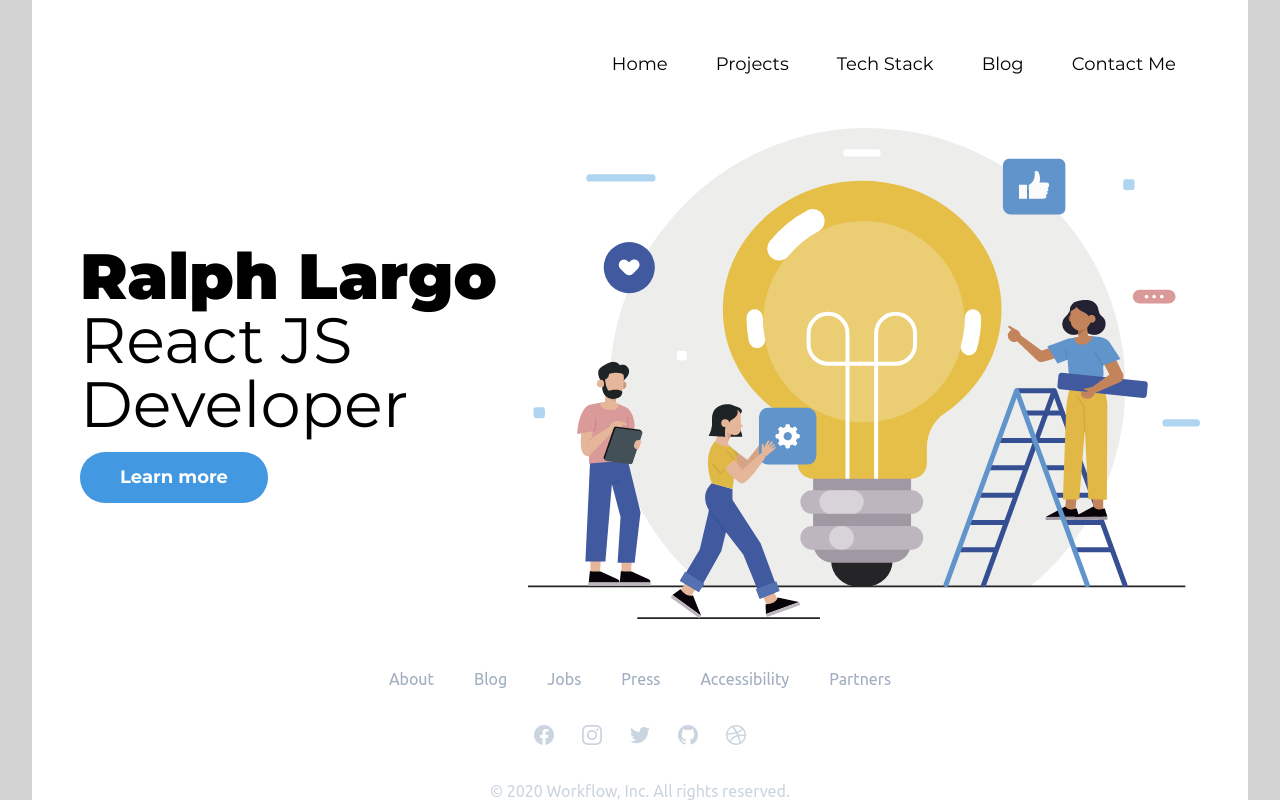 Home Projects Tech Stack Blog Contact Me
Ralph Largo
React JS
Developer
Learn more
About Blog Jobs Press Accessibility Partners
© 2020 Workflow, Inc. All rights reserved.